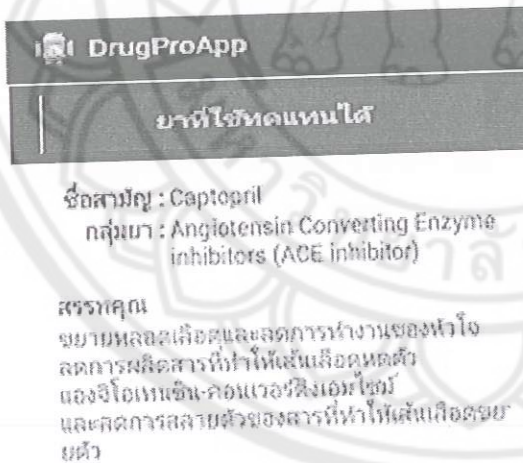 DrugProApp
ยาที่ใช้ทดแทนได้
ชื่อสามัญ : Captopril
กลุ่มยา : Angiotensin Converting Enzyme
inhibitors (ACE inhibitor)
สรรพคุณ
ขยายหลอดเลือดและลดการทำงานของหัวใจ
ลดการผลิตสารที่ทำให้เส้นเลือดหดตัว
แองจิโอเทนซิน-คอนเวอร์ติงเอมไซม์
และลดการสลายตัวของสารที่ทำให้เส้นเลือดขย
ยตัว